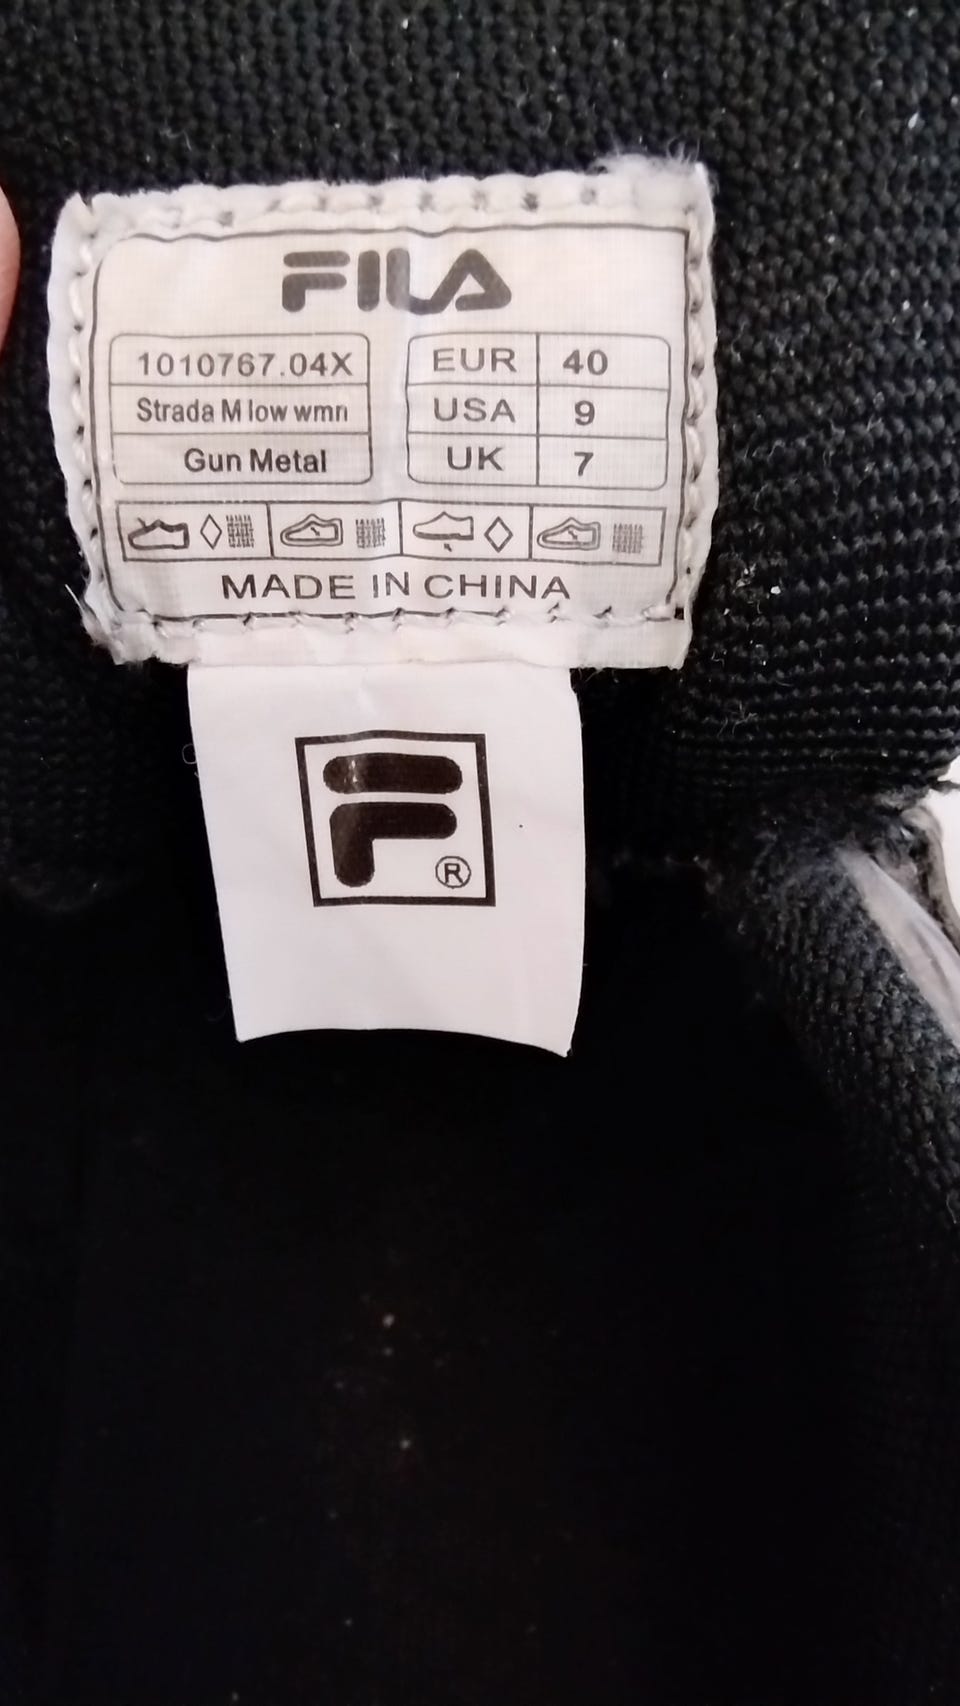 FILA
1010767.04X
Strada M low wmn
Gun Metal
EUR 40
USA 9
UK 7
MADE IN CHINA
F®